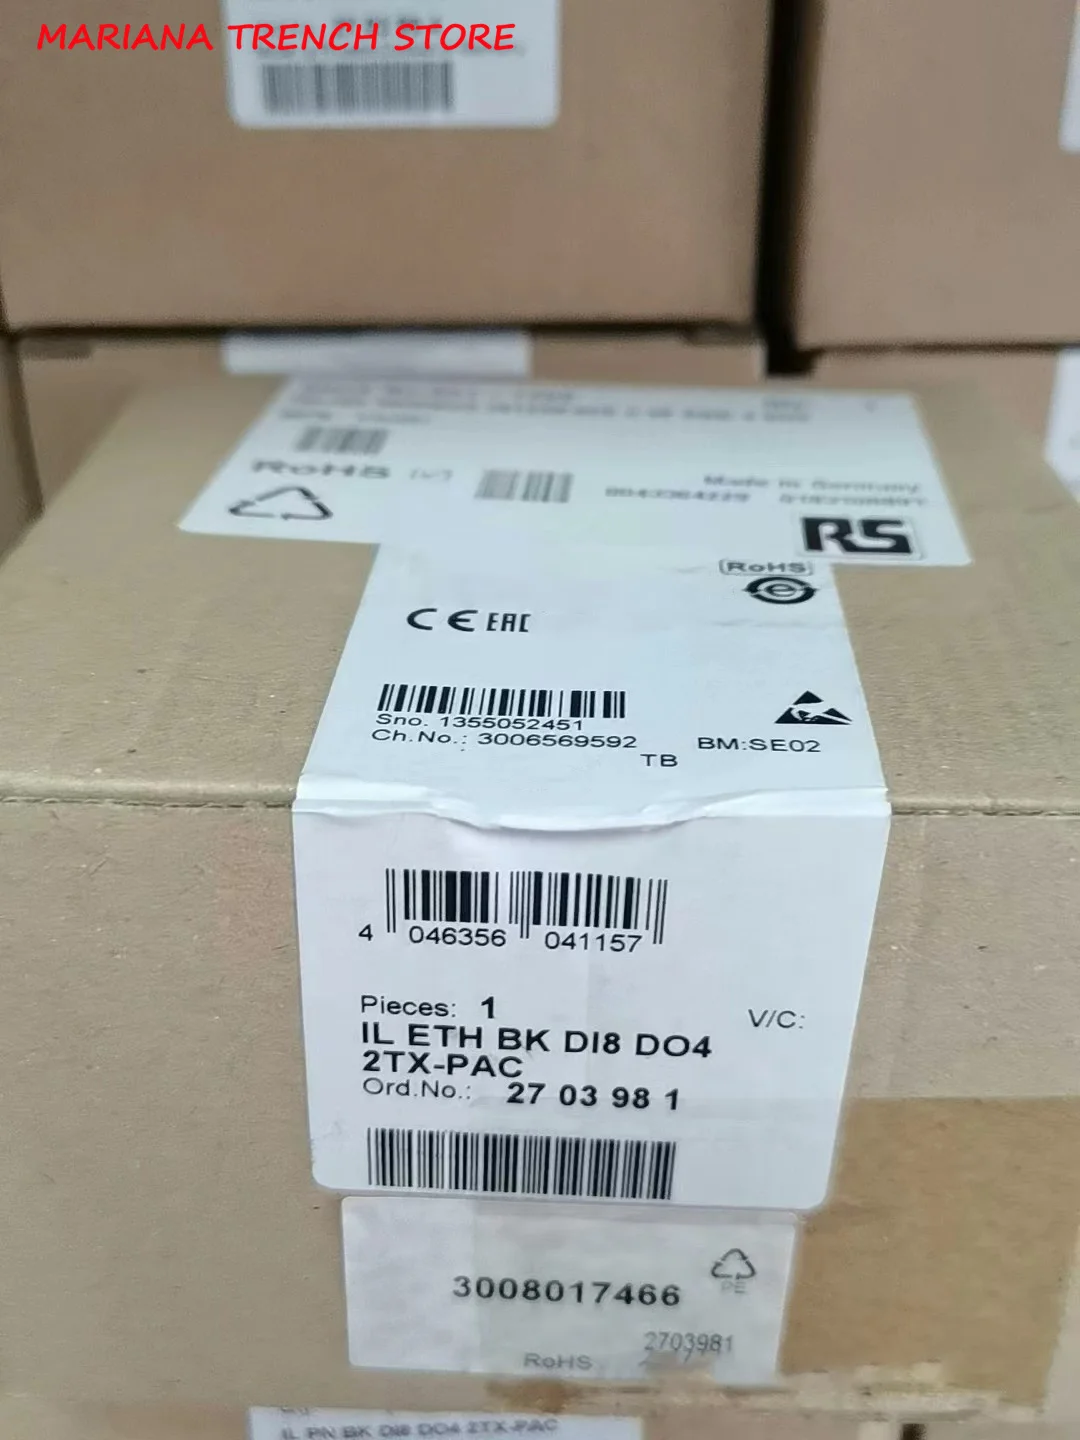 MARIANA TRENCH STORE
RoHS
Made in Germany
RS
RoHS
e
CE EAC
Sno. 1355052451
Ch.No.: 3006569592
TB
BM:SE02
4 046356 041157
Pieces: 1
V/C:
IL ETH BK DI8 DO4
2TX-PAC
Ord.No.: 27 03 98 1
3008017466
PE
2703981
RoHS
IL PN BK DI8 DO4 2TX-PAC